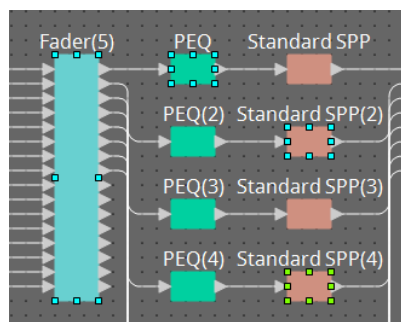 Fader(5) PEQ Standard SPP
PEQ(2) Standard SPP(2)
PEQ(3) Standard SPP(3)
PEQ(4) Standard SPP(4)